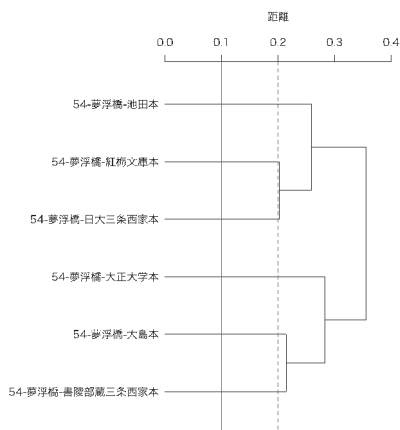 距離
0.0 0.1 0.2 0.3 0.4
54-夢浮橋-池田本
54-夢浮橋-紅梅文庫本
54-夢浮橋-日大三条西家本
54-夢浮橋-大正大学本
54-夢浮橋-大島本
54-夢浮橋-書陵部蔵三条西家本